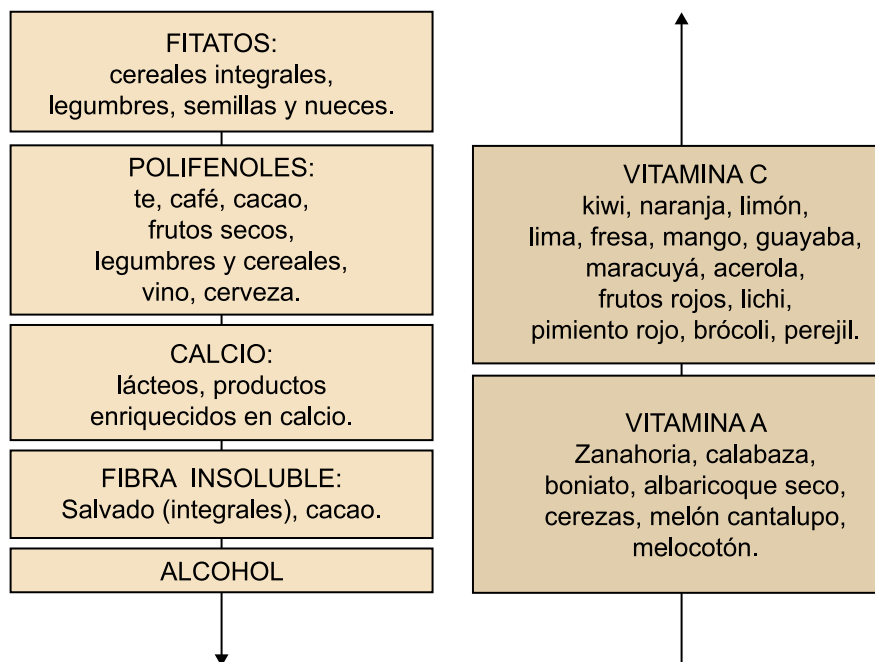 FITATOS:
cereales integrales,
legumbres, semillas y nueces.
POLIFENOLES:
te, café, cacao,
frutos secos,
legumbres y cereales,
vino, cerveza.
CALCIO:
lácteos, productos
enriquecidos en calcio.
FIBRA INSOLUBLE:
Salvado (integrales), cacao.
ALCOHOL
VITAMINA C
kiwi, naranja, limón,
lima, fresa, mango, guayaba,
maracuyá, acerola,
frutos rojos, lichi,
pimiento rojo, brócoli, perejil.
VITAMINA A
Zanahoria, calabaza,
boniato, albaricoque seco,
cerezas, melón cantalupo,
melocotón.